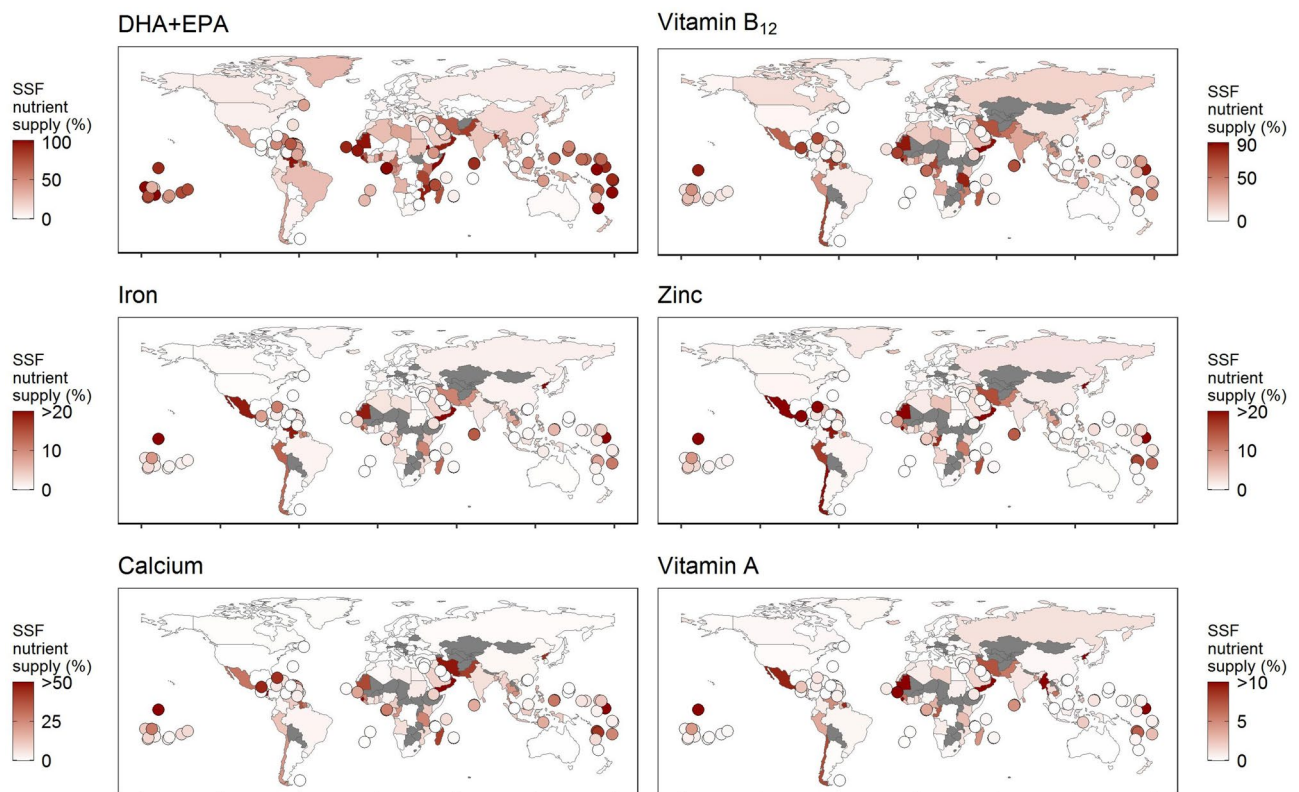 DHA+EPA
SSF
nutrient
supply (%)
100
50
0
Vitamin B₁₂
SSF
nutrient
supply (%)
90
50
0
Iron
SSF
nutrient
supply (%)
>20
10
0
Zinc
SSF
nutrient
supply (%)
>20
10
0
Calcium
SSF
nutrient
supply (%)
>50
25
0
Vitamin A
SSF
nutrient
supply (%)
>10
5
0